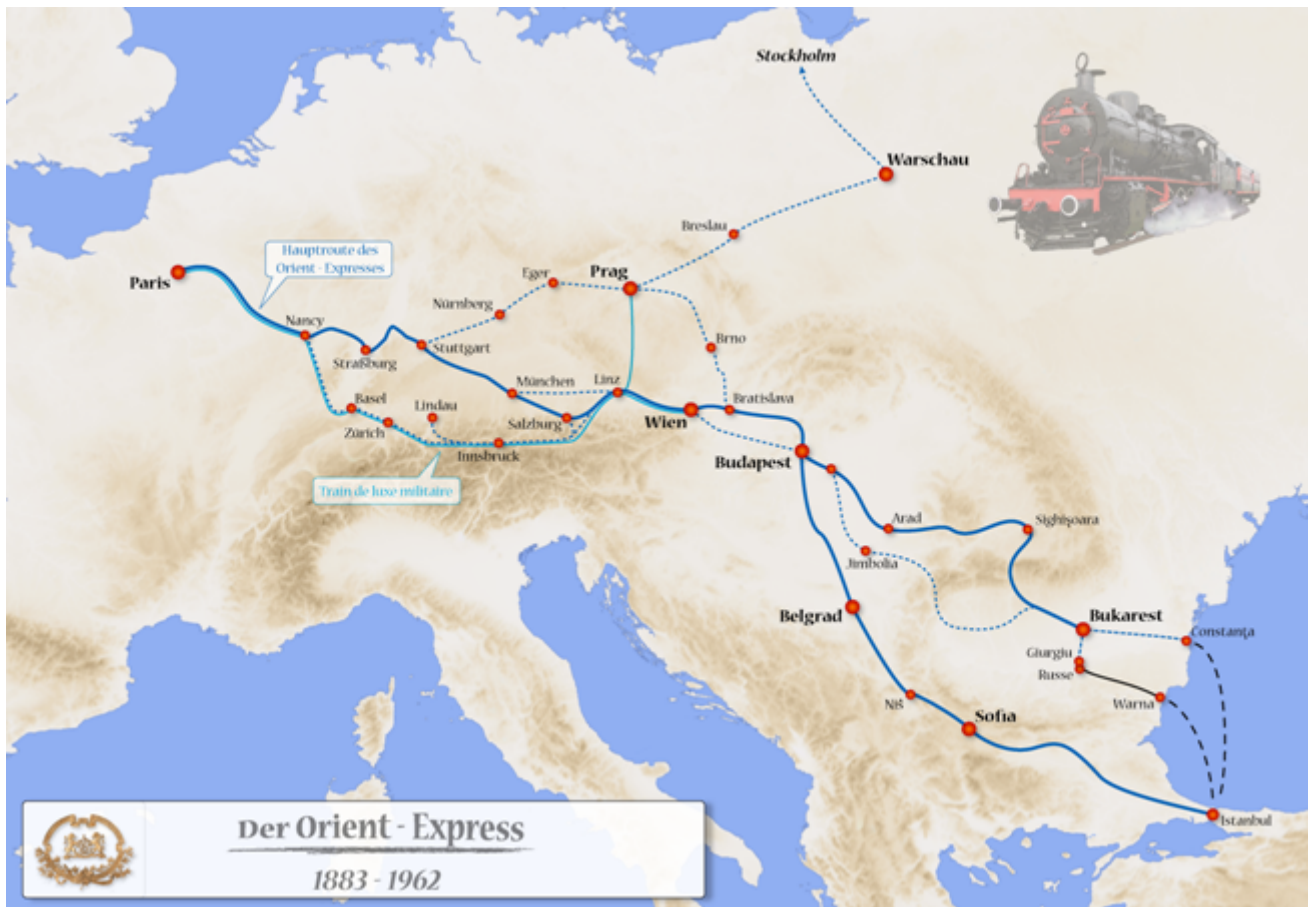 Stockholm
Warschau
Breslau
Hauptroute des
Orient - Expresses
Paris
Eger
Prag
Nürnberg
Nancy
Straßburg
Stuttgart
Brno
München
Linz
Basel
Lindau
Zürich
Salzburg
Wien
Bratislava
Innsbruck
Budapest
Train de luxe militaire
Arad
Sighişoara
Jimbolia
Belgrad
Bukarest
Constanţa
Giurgiu
Russe
Niš
Warna
Sofia
Istanbul
Der Orient - Express
1883 - 1962